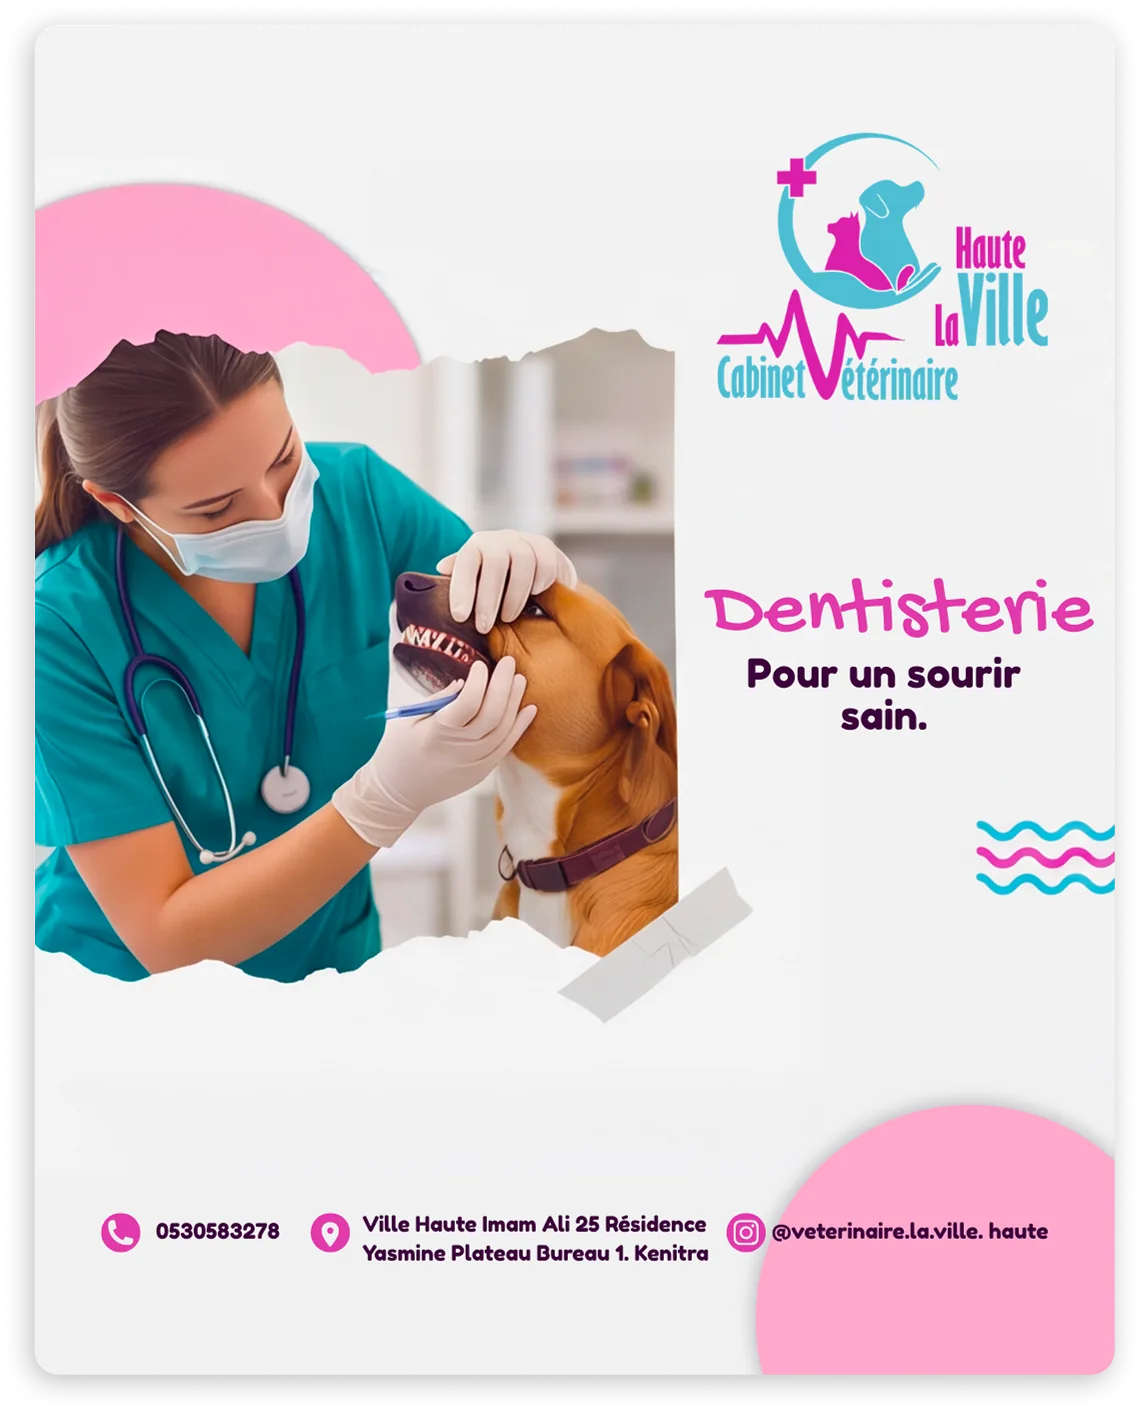 Haute
la Ville
Cabinet Vétérinaire
Dentisterie
Pour un sourir
sain.
0530583278
Ville Haute Imam Ali 25 Résidence
Yasmine Plateau Bureau 1. Kenitra
@veterinaire.la.ville. haute